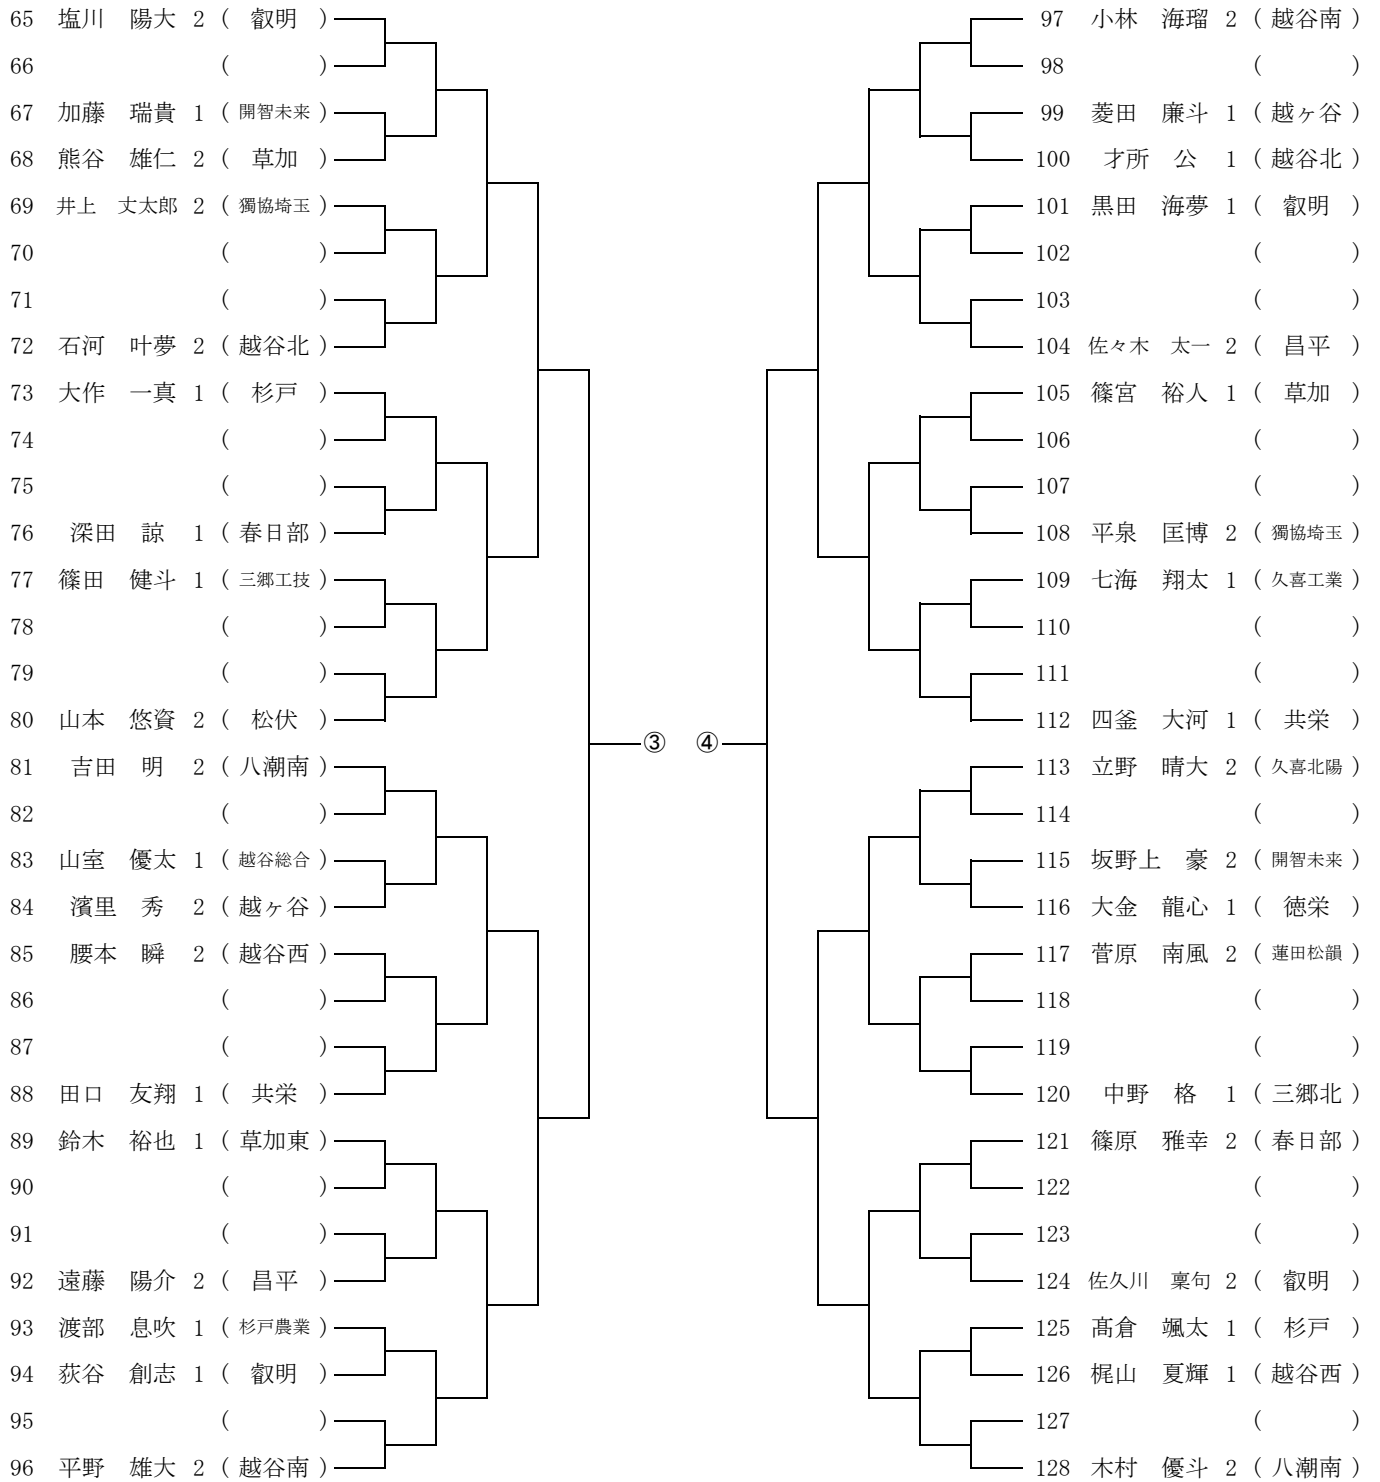 65 塩川 陽大 2 ( 叡明 )
66 ( )
67 加藤 瑞貴 1 ( 開智未来 )
68 熊谷 雄仁 2 ( 草加 )
69 井上 丈太郎 2 ( 獨協埼玉 )
70 ( )
71 ( )
72 石河 叶夢 2 ( 越谷北 )
73 大作 一真 1 ( 杉戸 )
74 ( )
75 ( )
76 深田 諒 1 ( 春日部 )
77 篠田 健斗 1 ( 三郷工技 )
78 ( )
79 ( )
80 山本 悠資 2 ( 松伏 )
81 吉田 明 2 ( 八潮南 )
82 ( )
83 山室 優太 1 ( 越谷総合 )
84 濱里 秀 2 ( 越ヶ谷 )
85 腰本 瞬 2 ( 越谷西 )
86 ( )
87 ( )
88 田口 友翔 1 ( 共栄 )
89 鈴木 裕也 1 ( 草加東 )
90 ( )
91 ( )
92 遠藤 陽介 2 ( 昌平 )
93 渡部 息吹 1 ( 杉戸農業 )
94 荻谷 創志 1 ( 叡明 )
95 ( )
96 平野 雄大 2 ( 越谷南 )
③ ④
97 小林 海瑠 2 ( 越谷南 )
98 ( )
99 菱田 廉斗 1 ( 越ヶ谷 )
100 才所 公 1 ( 越谷北 )
101 黒田 海夢 1 ( 叡明 )
102 ( )
103 ( )
104 佐々木 太一 2 ( 昌平 )
105 篠宮 裕人 1 ( 草加 )
106 ( )
107 ( )
108 平泉 匡博 2 ( 獨協埼玉 )
109 七海 翔太 1 ( 久喜工業 )
110 ( )
111 ( )
112 四釜 大河 1 ( 共栄 )
113 立野 晴大 2 ( 久喜北陽 )
114 ( )
115 坂野上 豪 2 ( 開智未来 )
116 大金 龍心 1 ( 徳栄 )
117 菅原 南風 2 ( 蓮田松韻 )
118 ( )
119 ( )
120 中野 格 1 ( 三郷北 )
121 篠原 雅幸 2 ( 春日部 )
122 ( )
123 ( )
124 佐久川 稟句 2 ( 叡明 )
125 髙倉 颯太 1 ( 杉戸 )
126 梶山 夏輝 1 ( 越谷西 )
127 ( )
128 木村 優斗 2 ( 八潮南 )